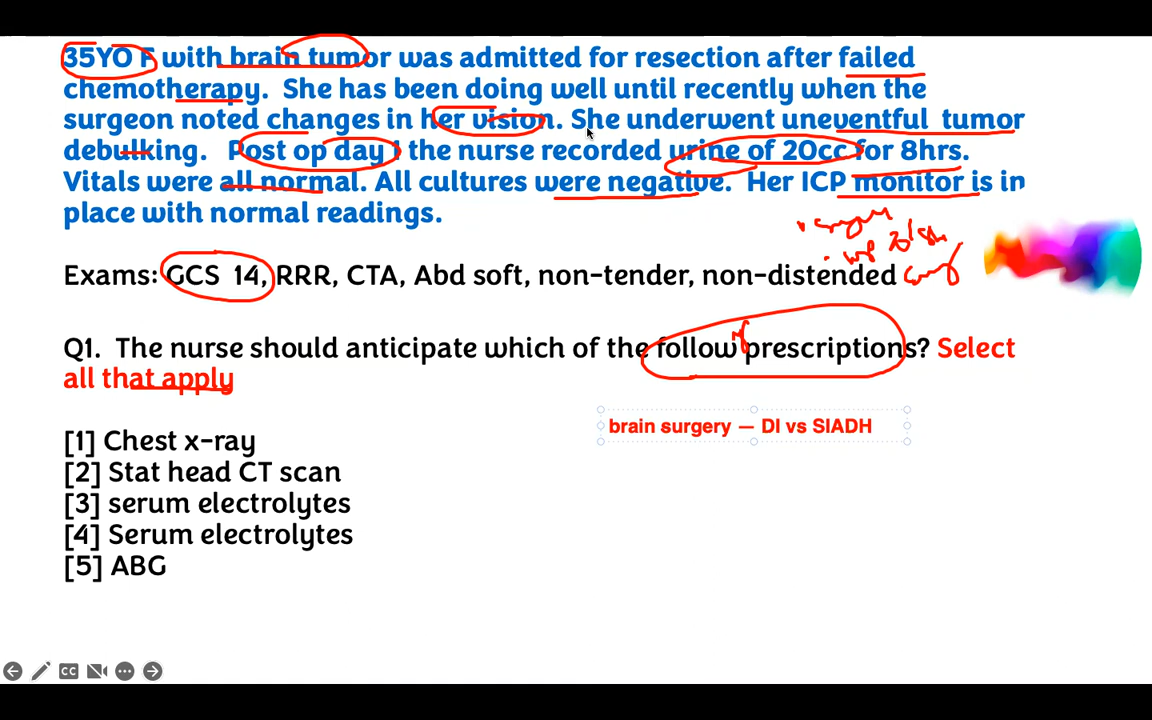 35YO F with brain tumor was admitted for resection after failed
chemotherapy. She has been doing well until recently when the
surgeon noted changes in her vision. She underwent uneventful tumor
debulking. Post op day 1 the nurse recorded urine of 20cc for 8hrs.
Vitals were all normal. All cultures were negative. Her ICP monitor is in
place with normal readings.
Exams: GCS 14, RRR, CTA, Abd soft, non-tender, non-distended
Q1. The nurse should anticipate which of the follow prescriptions? Select
all that apply
brain surgery — DI vs SIADH
[1] Chest x-ray
[2] Stat head CT scan
[3] serum electrolytes
[4] Serum electrolytes
[5] ABG
CC